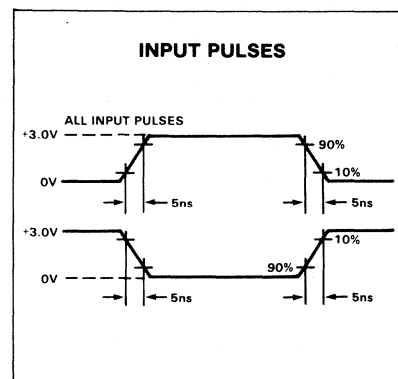 INPUT PULSES
ALL INPUT PULSES
+3.0V
90%
10%
0V
5ns
5ns
+3.0V
10%
90%
0V
5ns
5ns